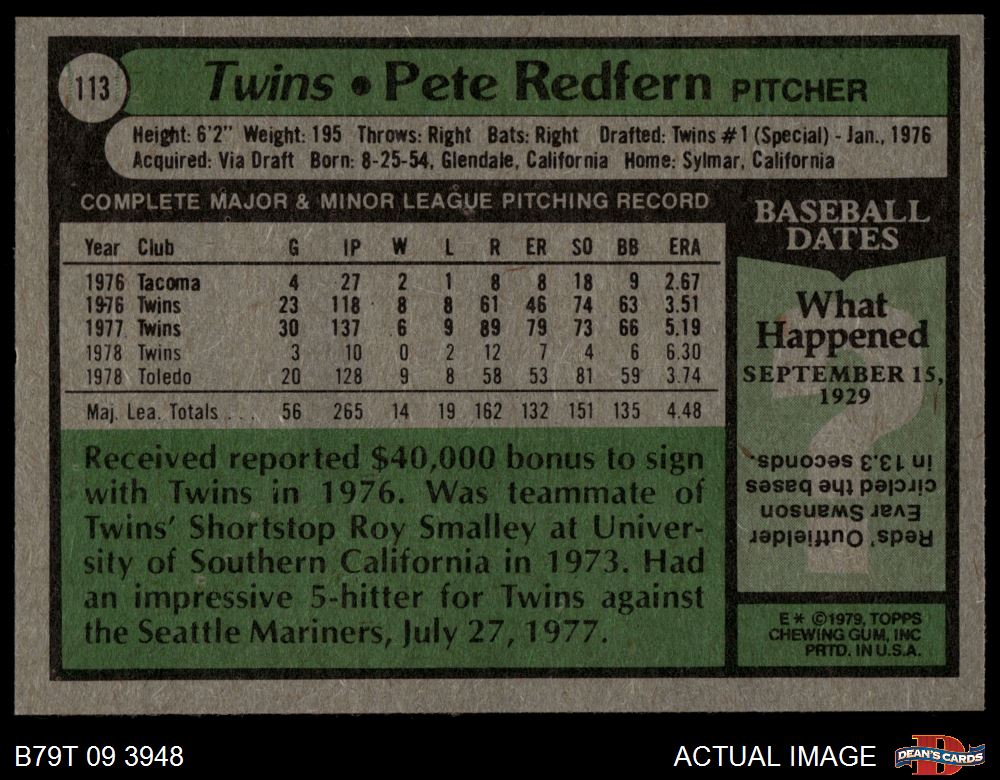 113
Twins • Pete Redfern PITCHER
Height: 6'2" Weight: 195 Throws: Right Bats: Right Drafted: Twins #1 (Special) - Jan., 1976
Acquired: Via Draft Born: 8-25-54, Glendale, California Home: Sylmar, California
COMPLETE MAJOR & MINOR LEAGUE PITCHING RECORD
Year Club G IP W L R ER SO BB ERA
1976 Tacoma 4 27 2 1 8 8 18 9 2.67
1976 Twins 23 118 8 8 61 46 74 63 3.51
1977 Twins 30 137 6 9 89 79 73 66 5.19
1978 Twins 3 10 0 2 12 7 4 6 6.30
1978 Toledo 20 128 9 8 58 53 81 59 3.74
Maj. Lea. Totals . . . 56 265 14 19 162 132 151 135 4.48
Received reported $40,000 bonus to sign
with Twins in 1976. Was teammate of
Twins' Shortstop Roy Smalley at Univer-
sity of Southern California in 1973. Had
an impressive 5-hitter for Twins against
the Seattle Mariners, July 27, 1977.
BASEBALL
DATES
What
Happened
SEPTEMBER 15,
1929
?
Reds' Outfielder
Evar Swanson
circled the bases
in 13.3 seconds.
E* ©1979, TOPPS
CHEWING GUM, INC
PRTD. IN U.S.A.
B79T 09 3948
ACTUAL IMAGE
D
DEAN'S CARDS